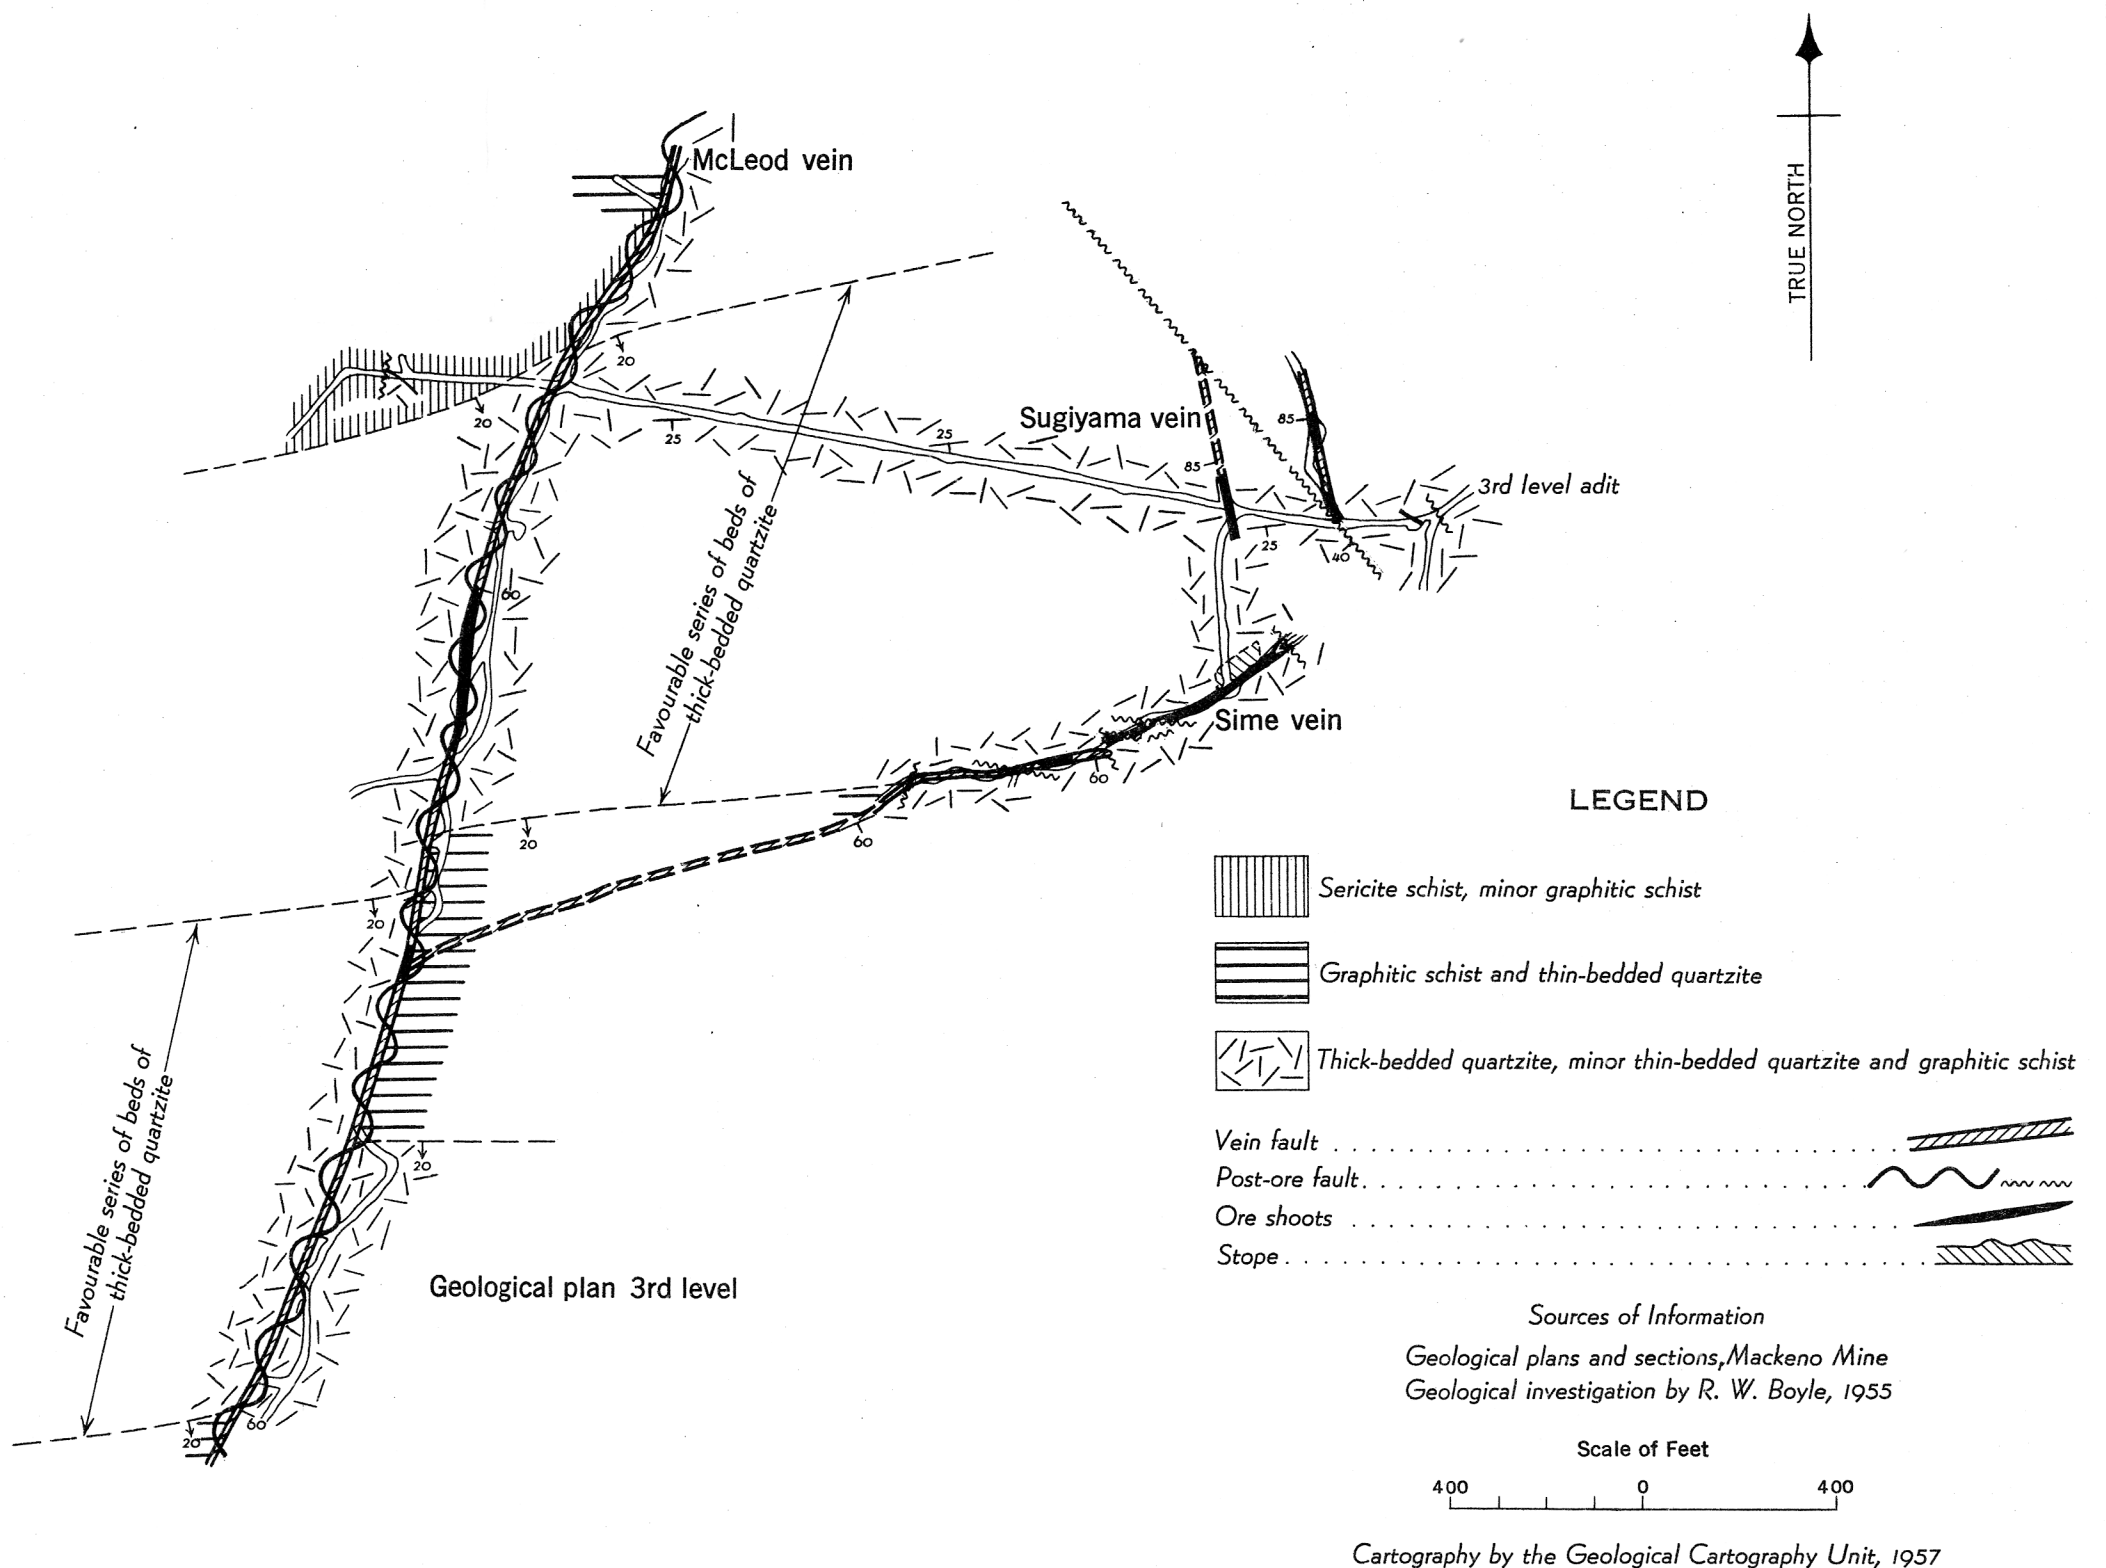 TRUE NORTH
McLeod vein
20
20
25
25
Sugiyama vein
85
85
3rd level adit
25
40
60
Favourable series of beds of
thick-bedded quartzite
Sime vein
60
60
20
20
LEGEND
Sericite schist, minor graphitic schist
Graphitic schist and thin-bedded quartzite
Thick-bedded quartzite, minor thin-bedded quartzite and graphitic schist
Vein fault
Post-ore fault
Ore shoots
Stope
Favourable series of beds of
thick-bedded quartzite
20
Geological plan 3rd level
20
60
Sources of Information
Geological plans and sections, Mackeno Mine
Geological investigation by R. W. Boyle, 1955
Scale of Feet
400 0 400
Cartography by the Geological Cartography Unit, 1957